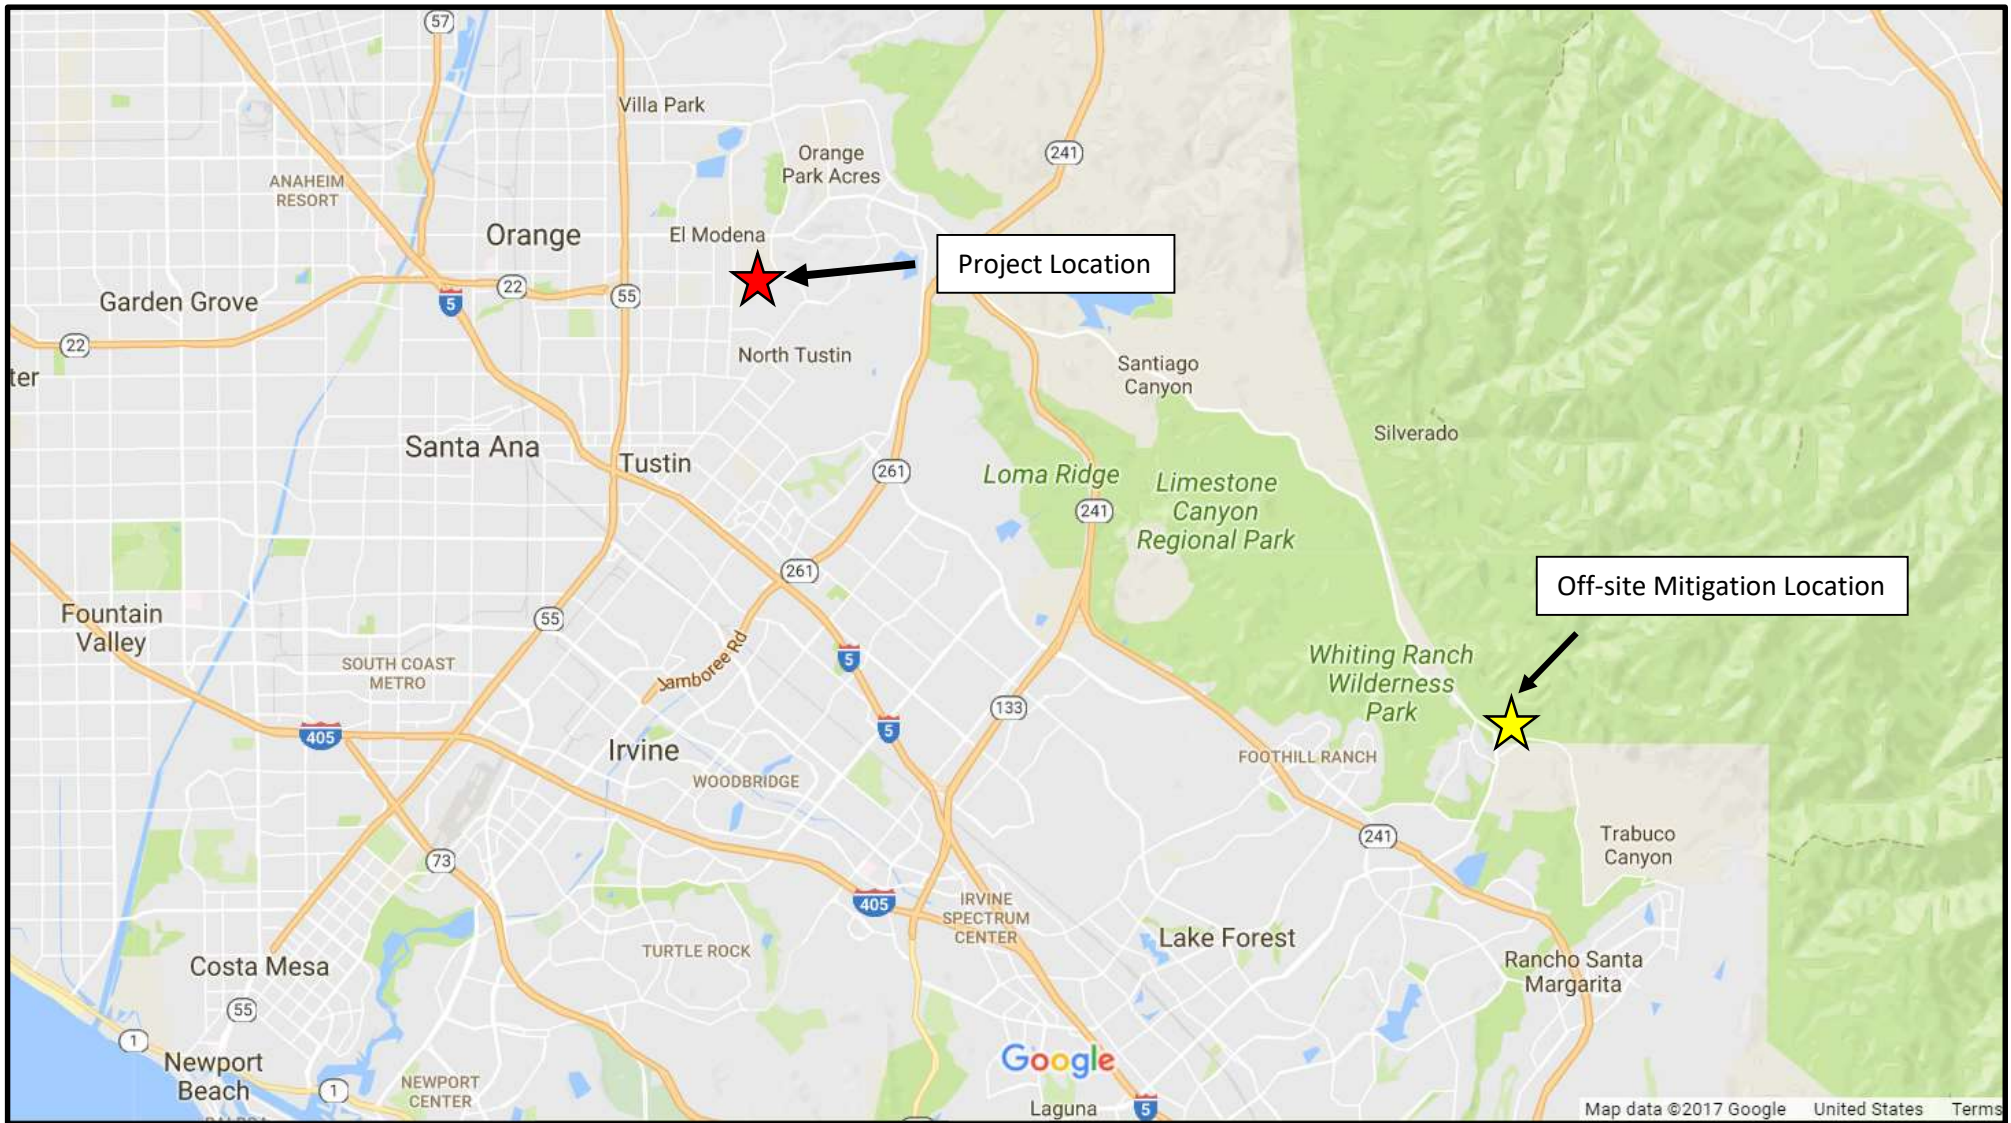 57
Villa Park
Orange
Park Acres
241
ANAHEIM
RESORT
Orange
El Modena
Project Location
22
55
5
Garden Grove
22
ter
North Tustin
Santiago
Canyon
Santa Ana
Tustin
261
Silverado
Loma Ridge
Limestone
Canyon
Regional Park
241
261
Off-site Mitigation Location
Fountain
Valley
55
Jamboree Rd
5
SOUTH COAST
METRO
Whiting Ranch
Wilderness
Park
133
405
5
Irvine
WOODBRIDGE
FOOTHILL RANCH
241
Trabuco
Canyon
73
405
IRVINE
SPECTRUM
CENTER
TURTLE ROCK
Lake Forest
Costa Mesa
Rancho Santa
Margarita
55
1
Newport
Beach
1
NEWPORT
CENTER
Google
Laguna
5
Map data ©2017 Google United States Terms